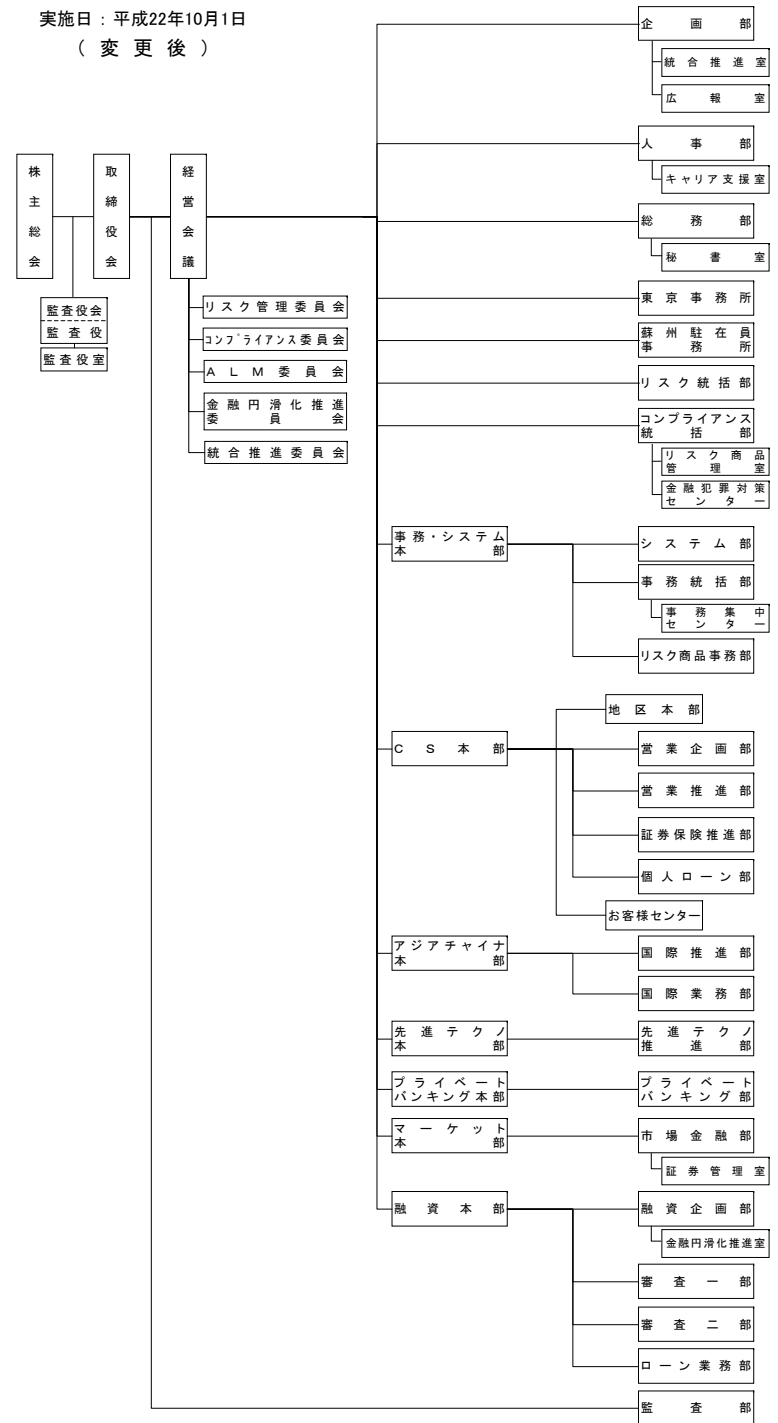 実施日：平成22年10月1日
（変更後）
株主総会
取締役会
経営会議
監査役会
監査役
監査役室
リスク管理委員会
コンプライアンス委員会
ALM委員会
金融円滑化推進
委員会
統合推進委員会
企画部
統合推進室
広報室
人事部
キャリア支援室
総務部
秘書室
東京事務所
蘇州駐在員
事務所
リスク統括部
コンプライアンス
統括部
リスク商品
管理室
金融犯罪対策
センター
事務・システム
本部
システム部
事務統括部
事務集中
センター
リスク商品事務部
CS本部
地区本部
営業企画部
営業推進部
証券保険推進部
個人ローン部
お客様センター
アジアチャイナ
本部
国際推進部
国際業務部
先進テクノ
本部
先進テクノ
推進部
プライベート
バンキング本部
プライベート
バンキング部
マーケット
本部
市場金融部
証券管理室
融資本部
融資企画部
金融円滑化推進室
審査一部
審査二部
ローン業務部
監査部